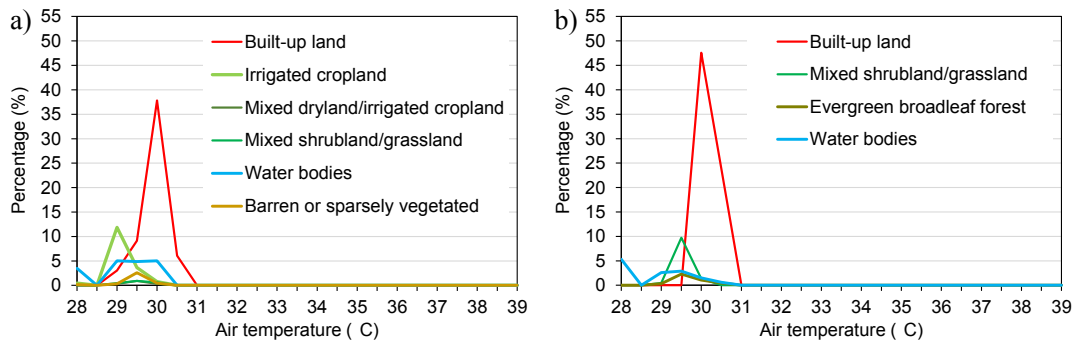 a)
Percentage (%)
55
50
45
40
35
30
25
20
15
10
5
0
Built-up land
Irrigated cropland
Mixed dryland/irrigated cropland
Mixed shrubland/grassland
Water bodies
Barren or sparsely vegetated
28 29 30 31 32 33 34 35 36 37 38 39
Air temperature ( C)
b)
Percentage (%)
55
50
45
40
35
30
25
20
15
10
5
0
Built-up land
Mixed shrubland/grassland
Evergreen broadleaf forest
Water bodies
28 29 30 31 32 33 34 35 36 37 38 39
Air temperature ( C)